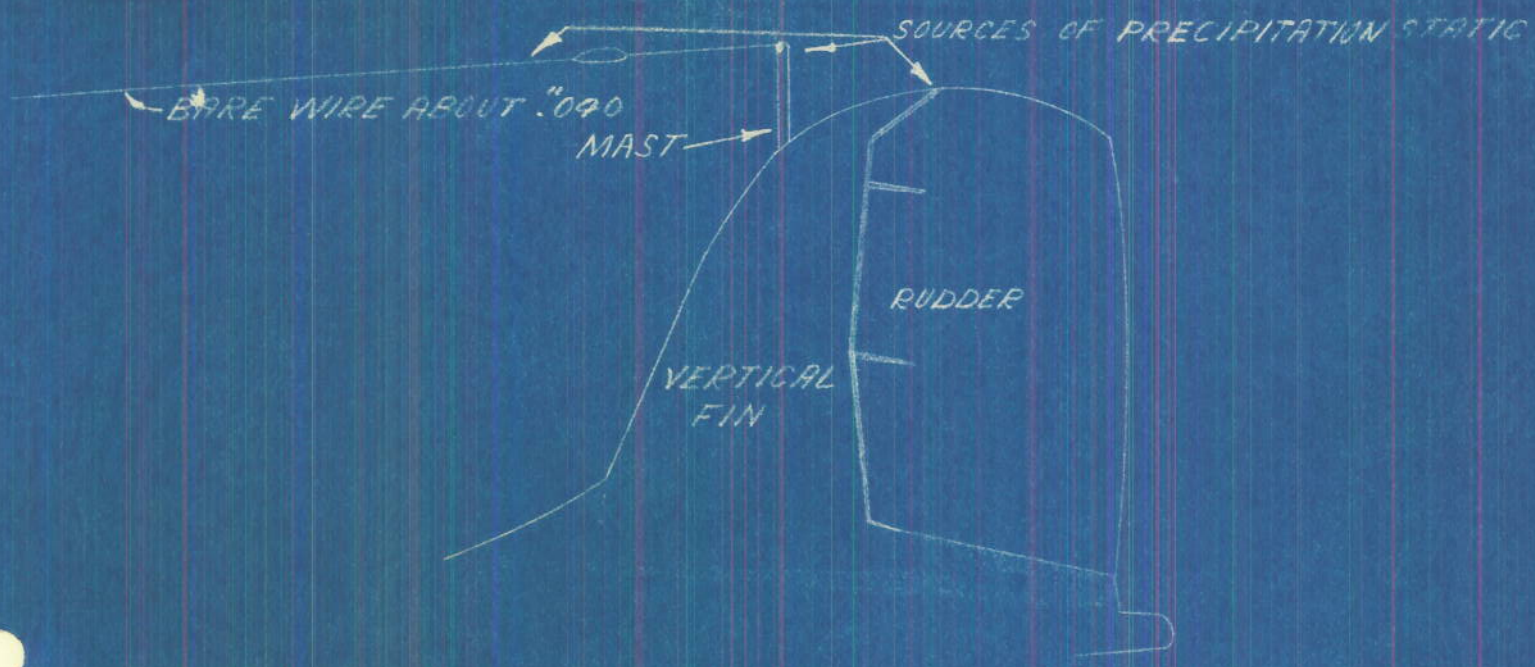 SOURCES OF PRECIPITATION STATIC
BARE WIRE ABOUT ."040
MAST
RUDDER
VERTICAL
FIN